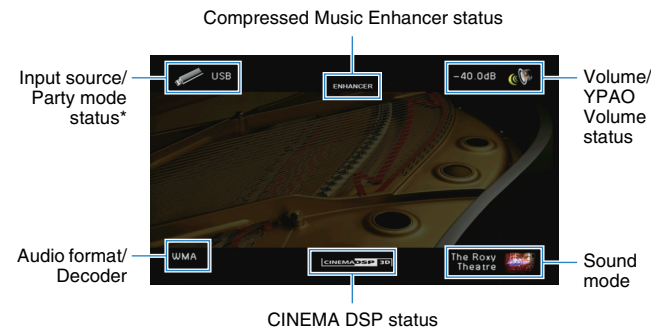 Compressed Music Enhancer status
Input source/
Party mode
status*
USB
ENHANCER
-40.0dB
Volume/
YPAO
Volume
status
Audio format/
Decoder
WMA
CINEMA DSP 3D
The Roxy
Theatre
Sound
mode
CINEMA DSP status